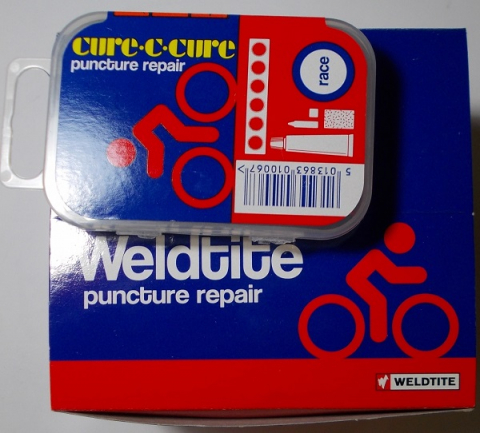 cure-c-cure
puncture repair
race
5 013863 010067 >
Weldtite
puncture repair
WELDTITE